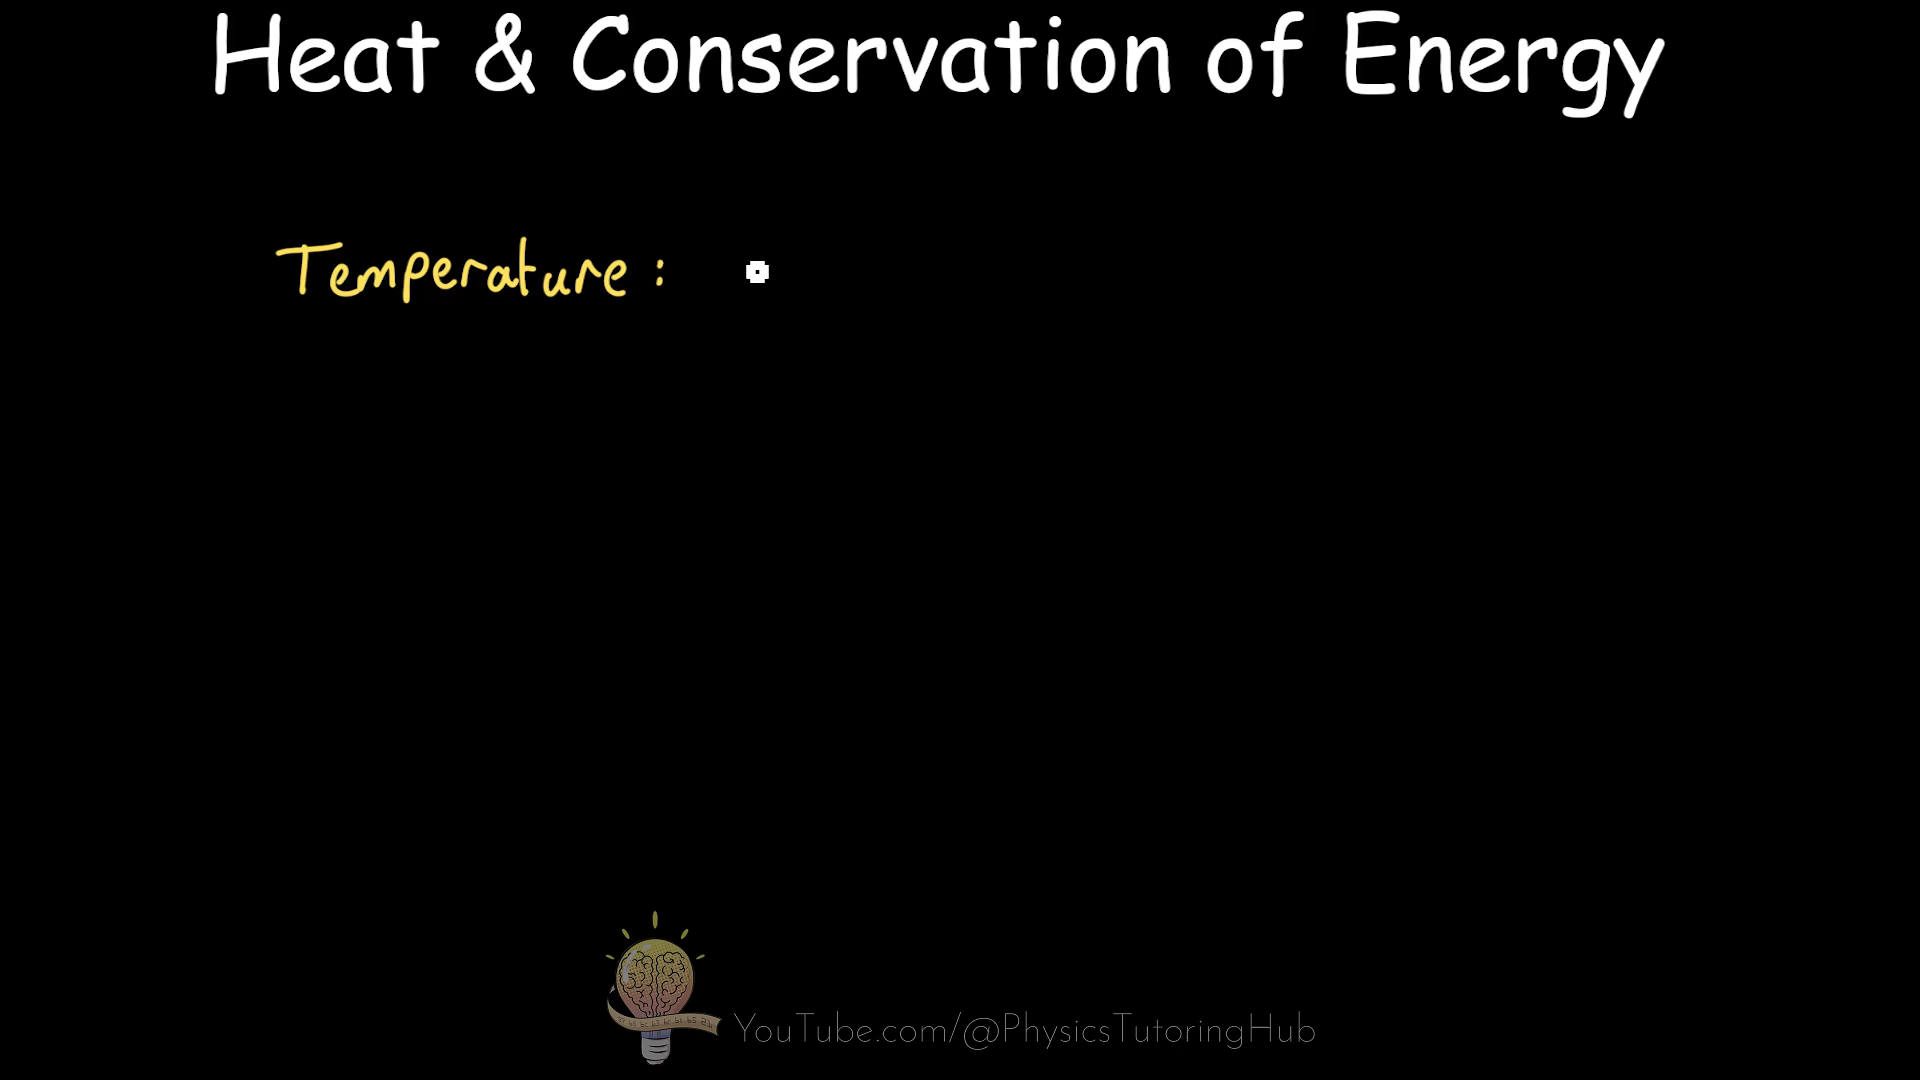 Heat & Conservation of Energy
Temperature:
YouTube.com/@PhysicsTutoringHub